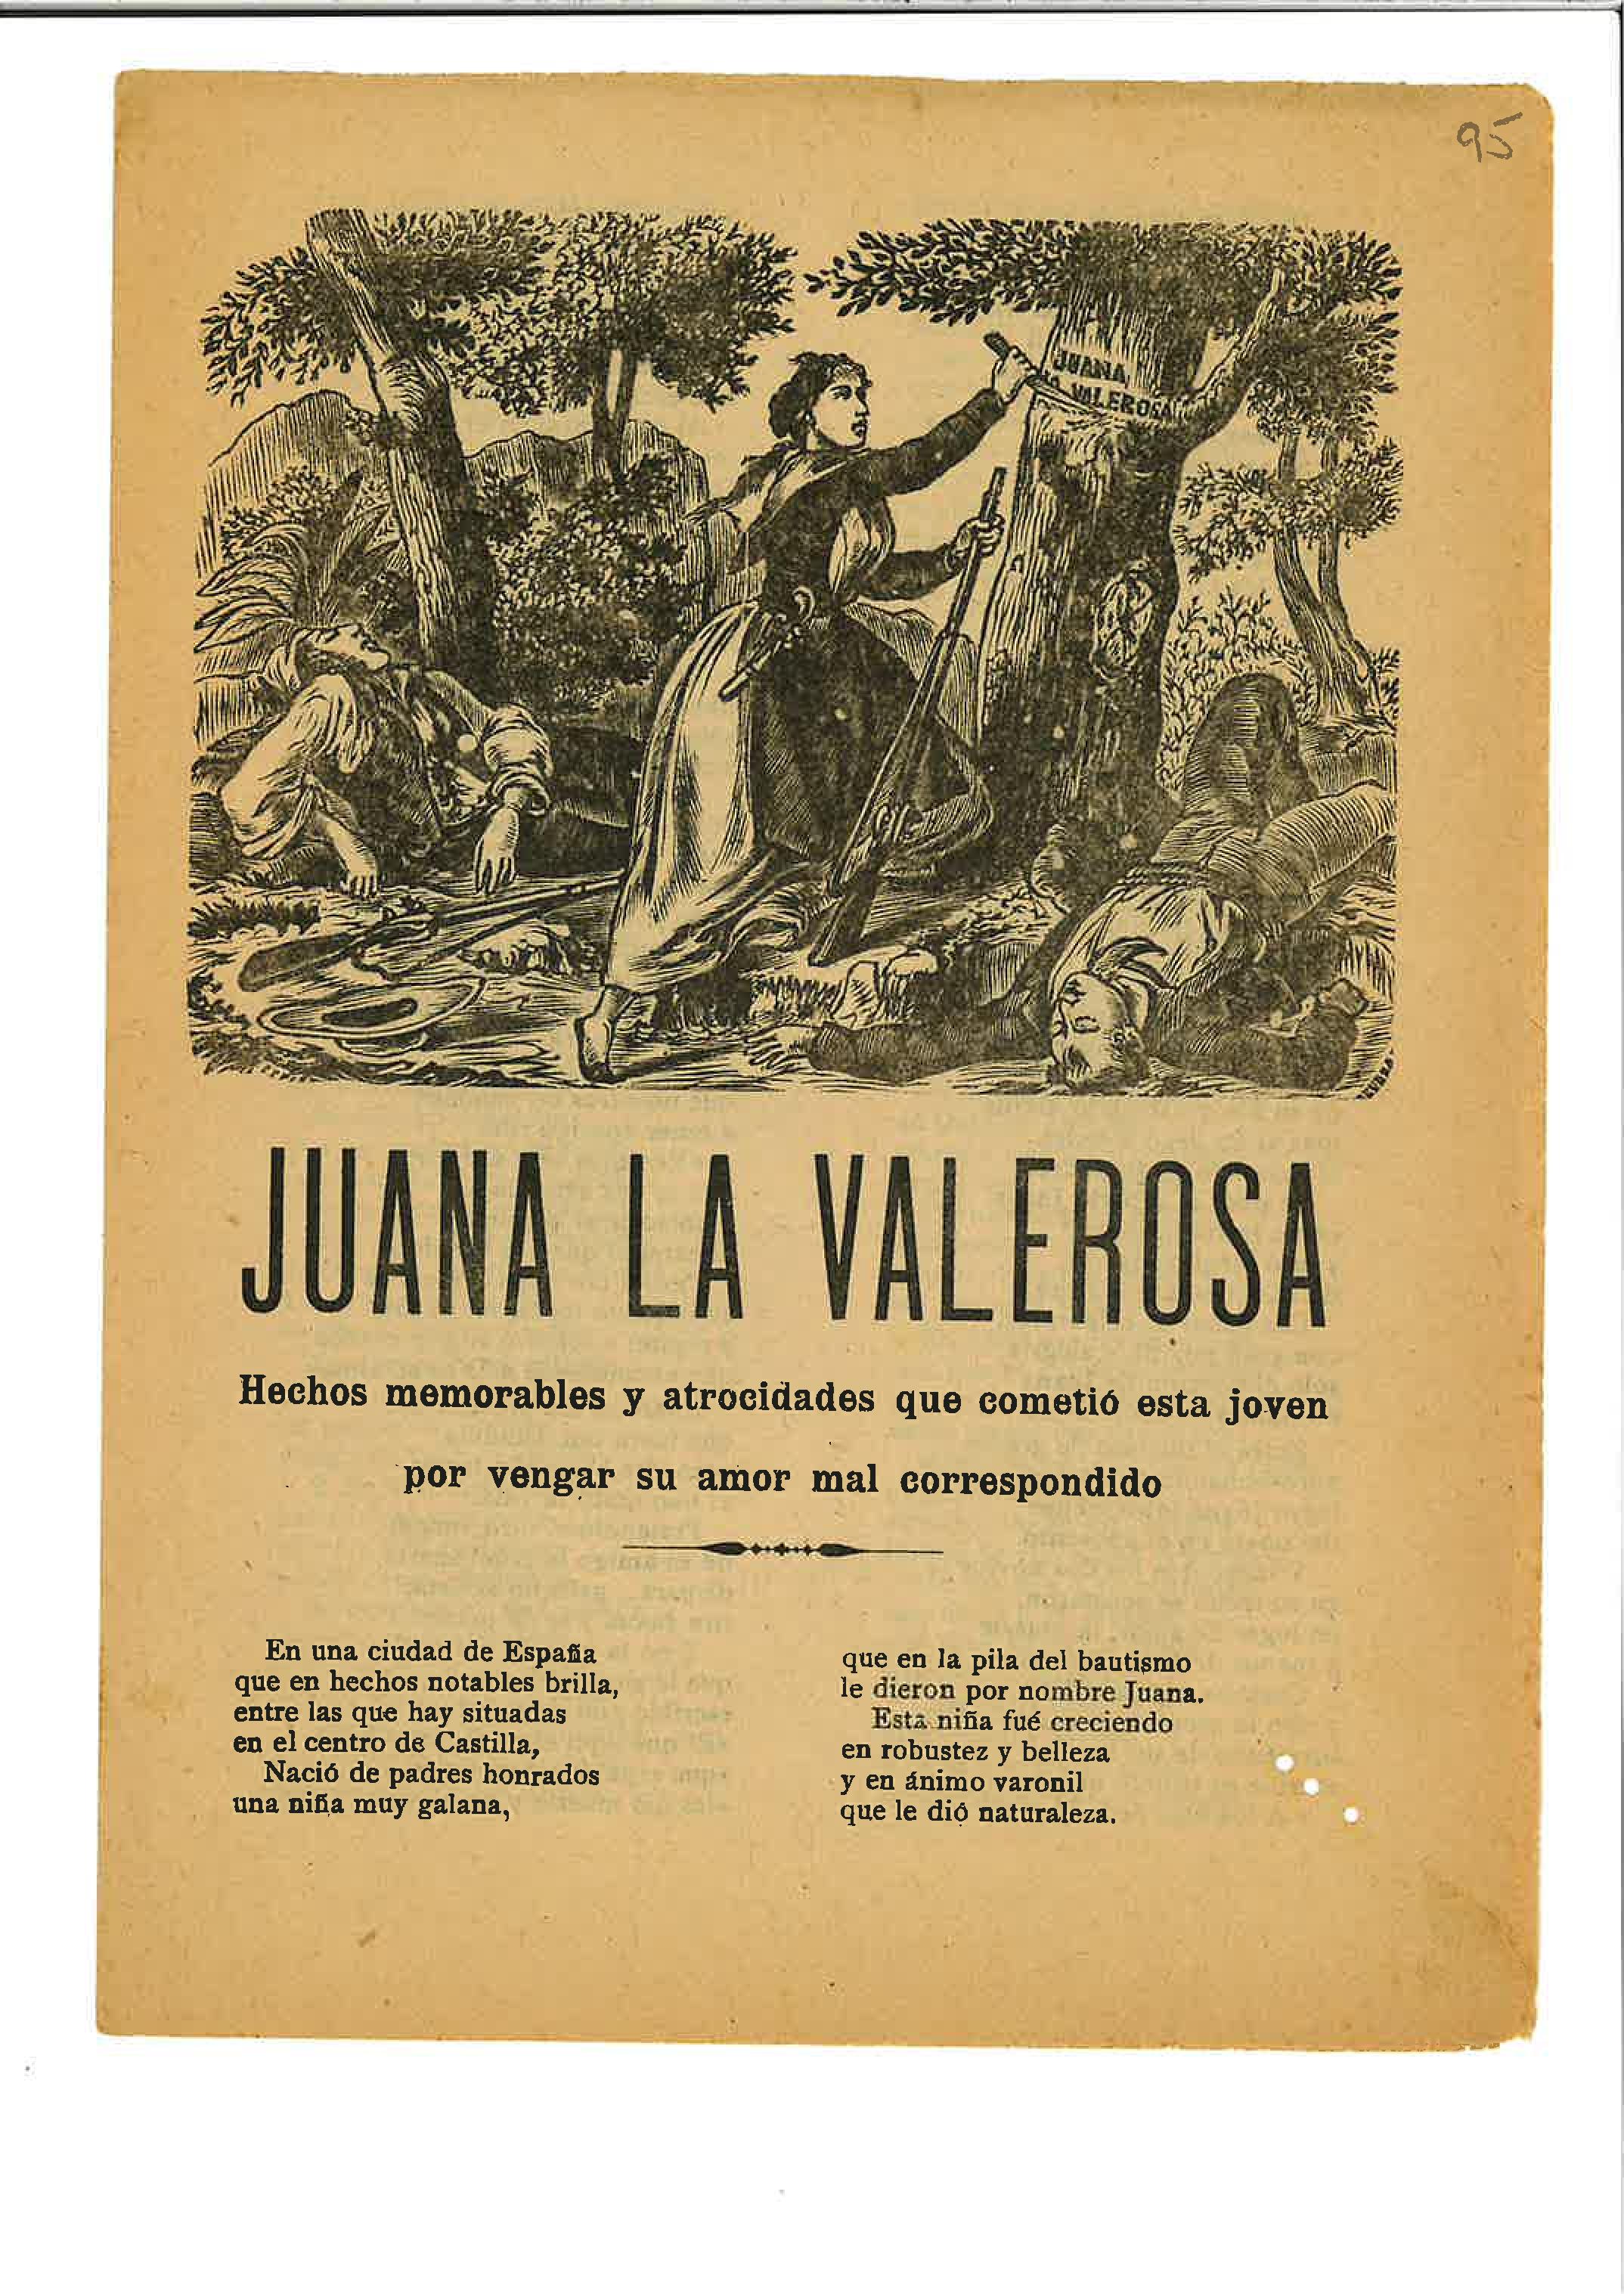 95
JUANA
LA VALEROSA
JUANA LA VALEROSA
Hechos memorables y atrocidades que cometió esta joven
por vengar su amor mal correspondido
En una ciudad de España
que en hechos notables brilla,
entre las que hay situadas
en el centro de Castilla,
Nació de padres honrados
una niña muy galana,
que en la pila del bautismo
le dieron por nombre Juana.
Esta niña fué creciendo
en robustez y belleza
y en ánimo varonil
que le dió naturaleza.